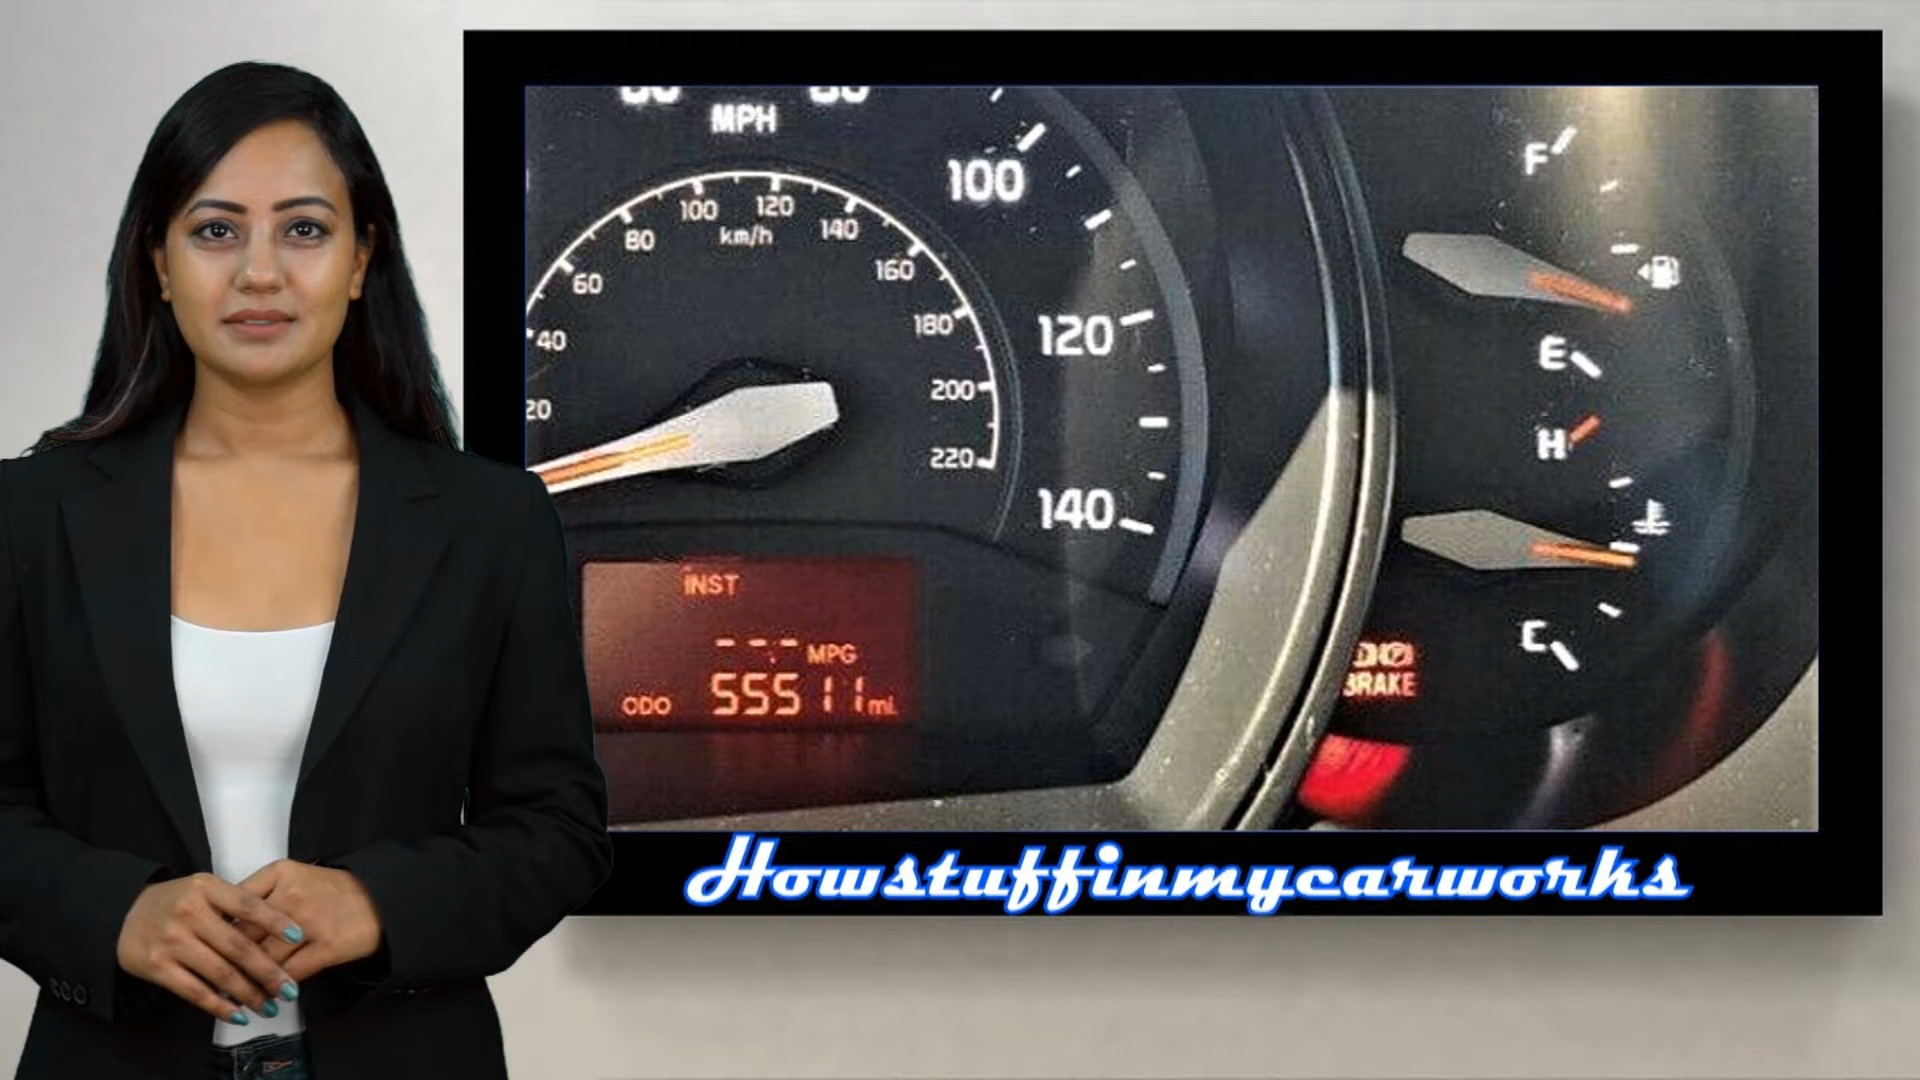 MPH
100
120
140
20
40
60
80
100
120
140
160
180
200
220
km/h
INST
--.- MPG
ODO 55511 mi.
F
E
H
C
BRAKE
Howstuffinmycarworks